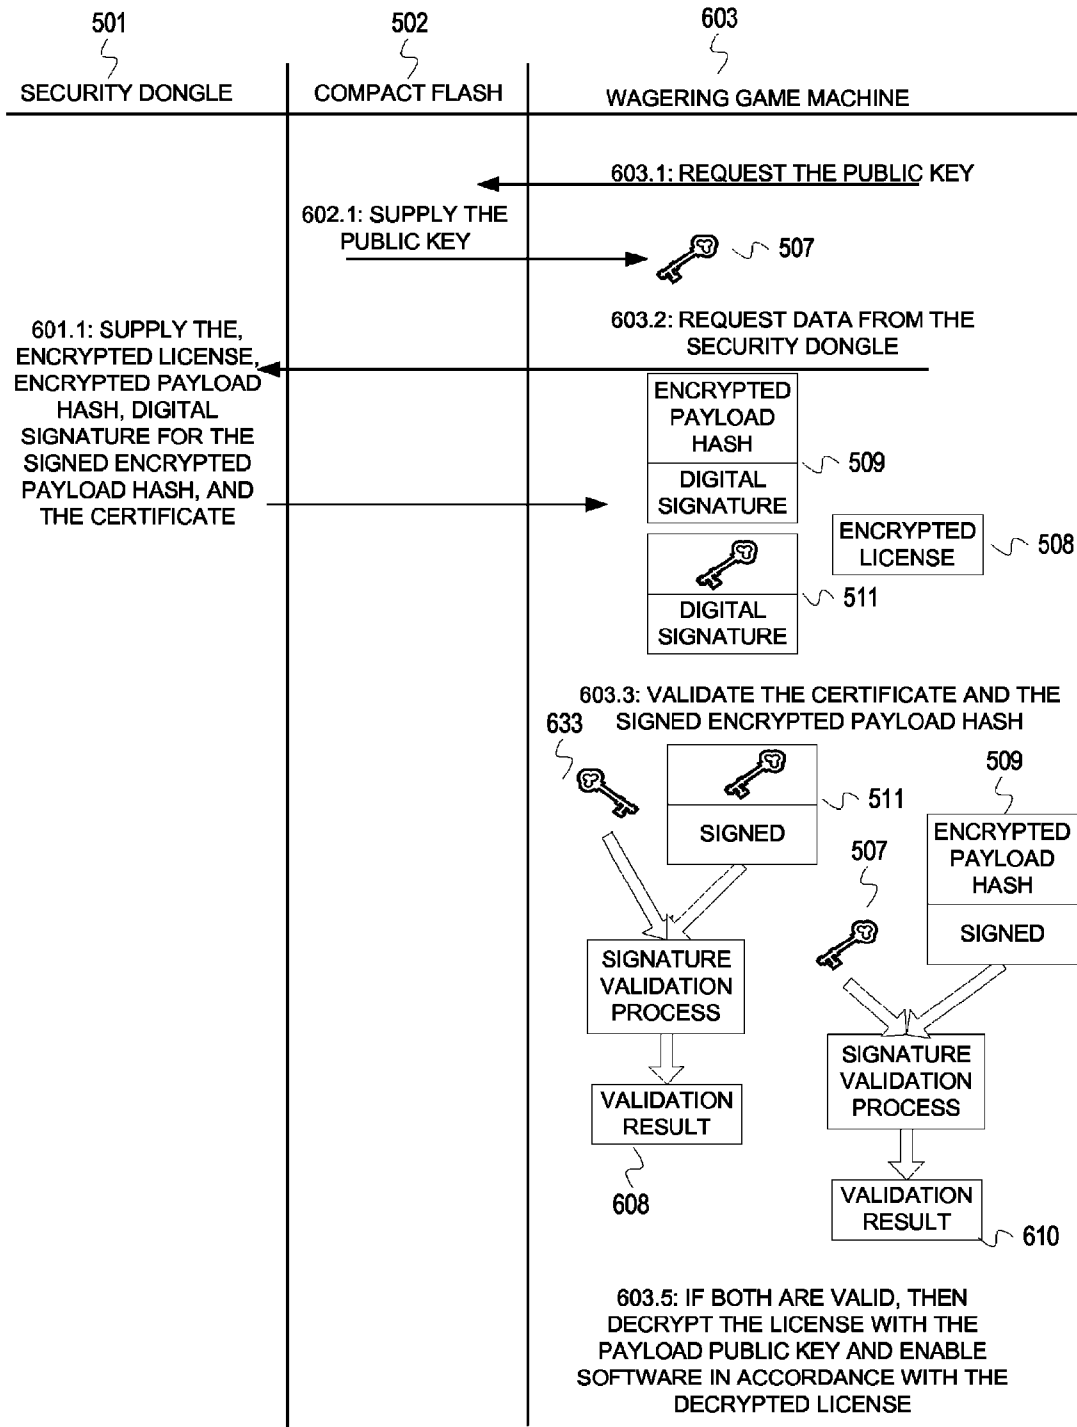 501
502
603
SECURITY DONGLE
COMPACT FLASH
WAGERING GAME MACHINE
603.1: REQUEST THE PUBLIC KEY
602.1: SUPPLY THE
PUBLIC KEY
507
601.1: SUPPLY THE,
ENCRYPTED LICENSE,
ENCRYPTED PAYLOAD
HASH, DIGITAL
SIGNATURE FOR THE
SIGNED ENCRYPTED
PAYLOAD HASH, AND
THE CERTIFICATE
603.2: REQUEST DATA FROM THE
SECURITY DONGLE
ENCRYPTED
PAYLOAD
HASH
DIGITAL
SIGNATURE
509
ENCRYPTED
LICENSE
508
DIGITAL
SIGNATURE
511
603.3: VALIDATE THE CERTIFICATE AND THE
SIGNED ENCRYPTED PAYLOAD HASH
633
SIGNED
511
509
ENCRYPTED
PAYLOAD
HASH
SIGNED
507
SIGNATURE
VALIDATION
PROCESS
VALIDATION
RESULT
608
SIGNATURE
VALIDATION
PROCESS
VALIDATION
RESULT
610
603.5: IF BOTH ARE VALID, THEN
DECRYPT THE LICENSE WITH THE
PAYLOAD PUBLIC KEY AND ENABLE
SOFTWARE IN ACCORDANCE WITH THE
DECRYPTED LICENSE